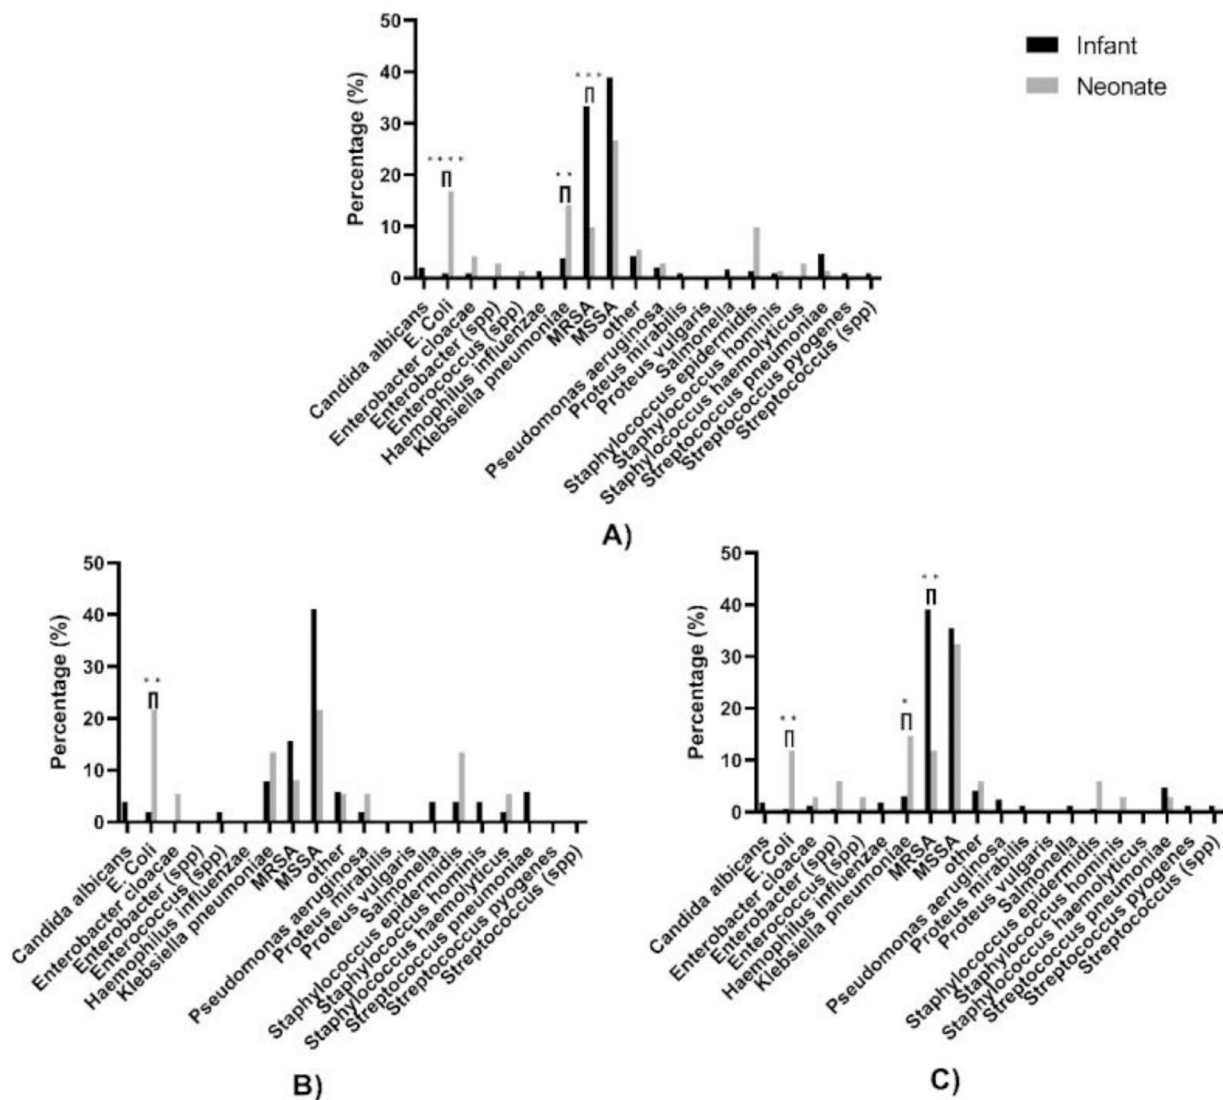 Infant
Neonate
Percentage (%)
50
40
30
20
10
0
****
**
***
Candida albicans
E. Coli
Enterobacter cloacae
Enterobacter (spp)
Enterococcus (spp)
Haemophilus influenzae
Klebsiella pneumoniae
MRSA
MSSA
other
Pseudomonas aeruginosa
Proteus mirabilis
Proteus vulgaris
Salmonella
Staphylococcus epidermidis
Staphylococcus hominis
Staphylococcus haemolyticus
Streptococcus pneumoniae
Streptococcus pyogenes
Streptococcus (spp)
A)
Percentage (%)
50
40
30
20
10
0
**
Candida albicans
E. Coli
Enterobacter cloacae
Enterobacter (spp)
Enterococcus (spp)
Haemophilus influenzae
Klebsiella pneumoniae
MRSA
MSSA
other
Pseudomonas aeruginosa
Proteus mirabilis
Proteus vulgaris
Salmonella
Staphylococcus epidermidis
Staphylococcus hominis
Staphylococcus haemolyticus
Streptococcus pneumoniae
Streptococcus pyogenes
Streptococcus (spp)
B)
Percentage (%)
50
40
30
20
10
0
**
*
**
Candida albicans
E. Coli
Enterobacter cloacae
Enterobacter (spp)
Enterococcus (spp)
Haemophilus influenzae
Klebsiella pneumoniae
MRSA
MSSA
other
Pseudomonas aeruginosa
Proteus mirabilis
Proteus vulgaris
Salmonella
Staphylococcus epidermidis
Staphylococcus hominis
Staphylococcus haemolyticus
Streptococcus pneumoniae
Streptococcus pyogenes
Streptococcus (spp)
C)